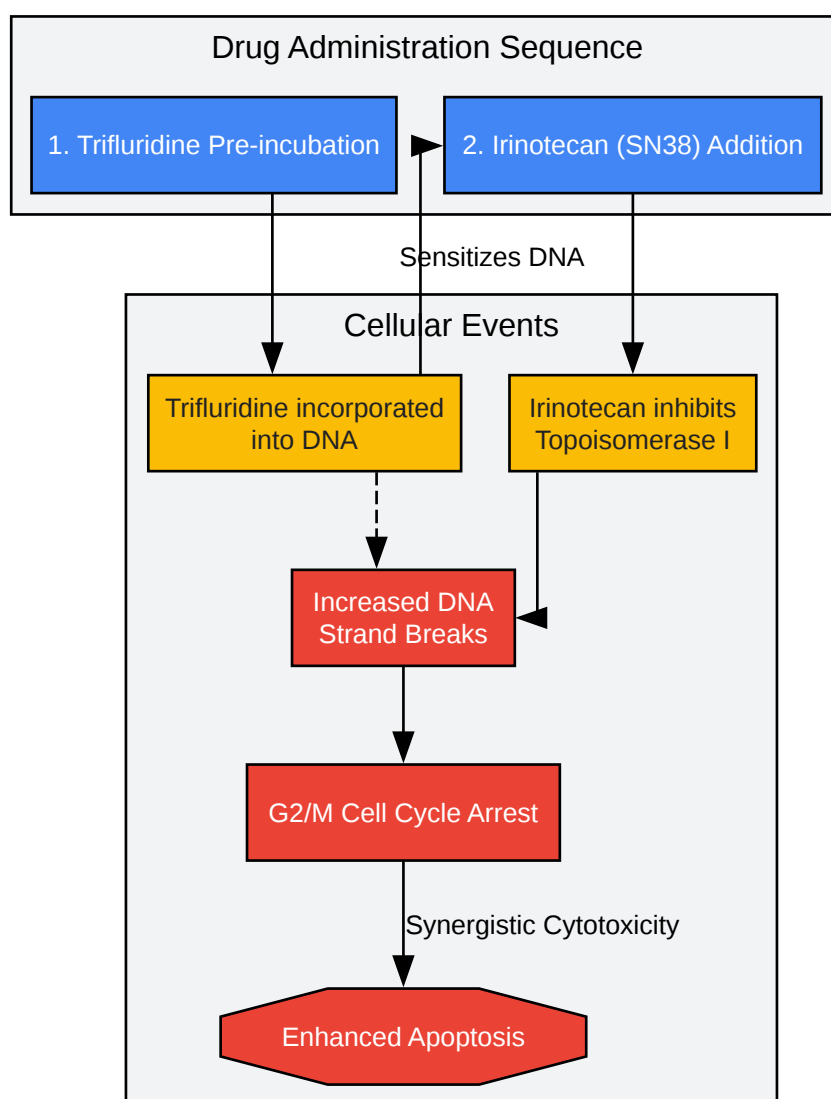 Drug Administration Sequence
1. Trifluridine Pre-incubation
2. Irinotecan (SN38) Addition
Sensitizes DNA
Cellular Events
Trifluridine incorporated
into DNA
Irinotecan inhibits
Topoisomerase I
Increased DNA
Strand Breaks
G2/M Cell Cycle Arrest
Synergistic Cytotoxicity
Enhanced Apoptosis